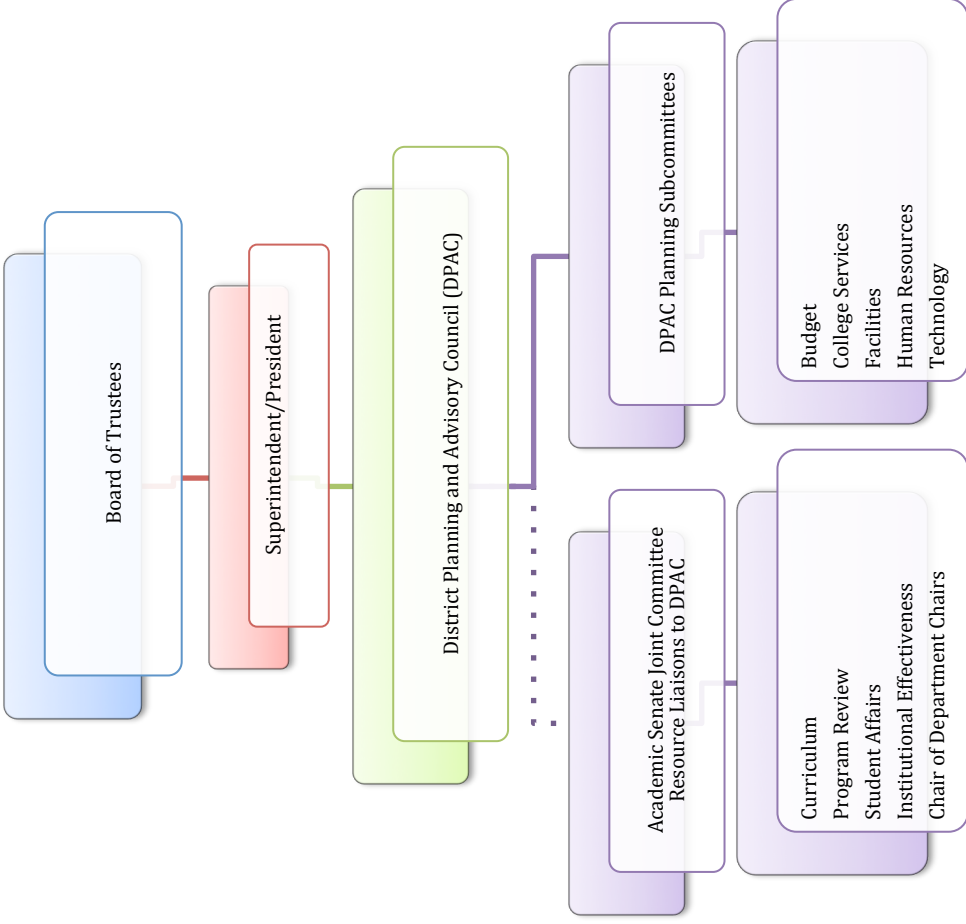 Board of Trustees
Superintendent/President
District Planning and Advisory Council (DPAC)
Academic Senate Joint Committee
Resource Liaisons to DPAC
Curriculum
Program Review
Student Affairs
Institutional Effectiveness
Chair of Department Chairs
DPAC Planning Subcommittees
Budget
College Services
Facilities
Human Resources
Technology